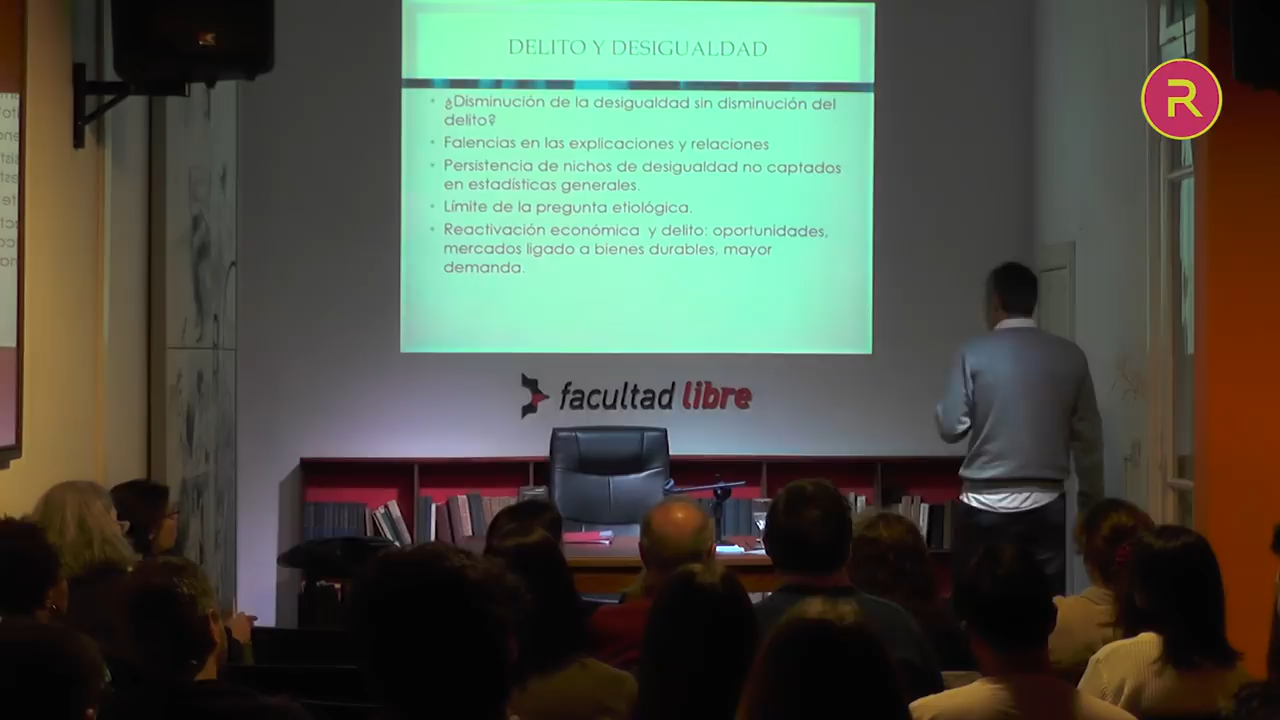 DELITO Y DESIGUALDAD
¿Disminución de la desigualdad sin disminución del
delito?
Falencias en las explicaciones y relaciones
Persistencia de nichos de desigualdad no captados
en estadísticas generales.
Límite de la pregunta etiológica.
Reactivación económica y delito: oportunidades,
mercados ligado a bienes durables, mayor
demanda.
facultad libre
R